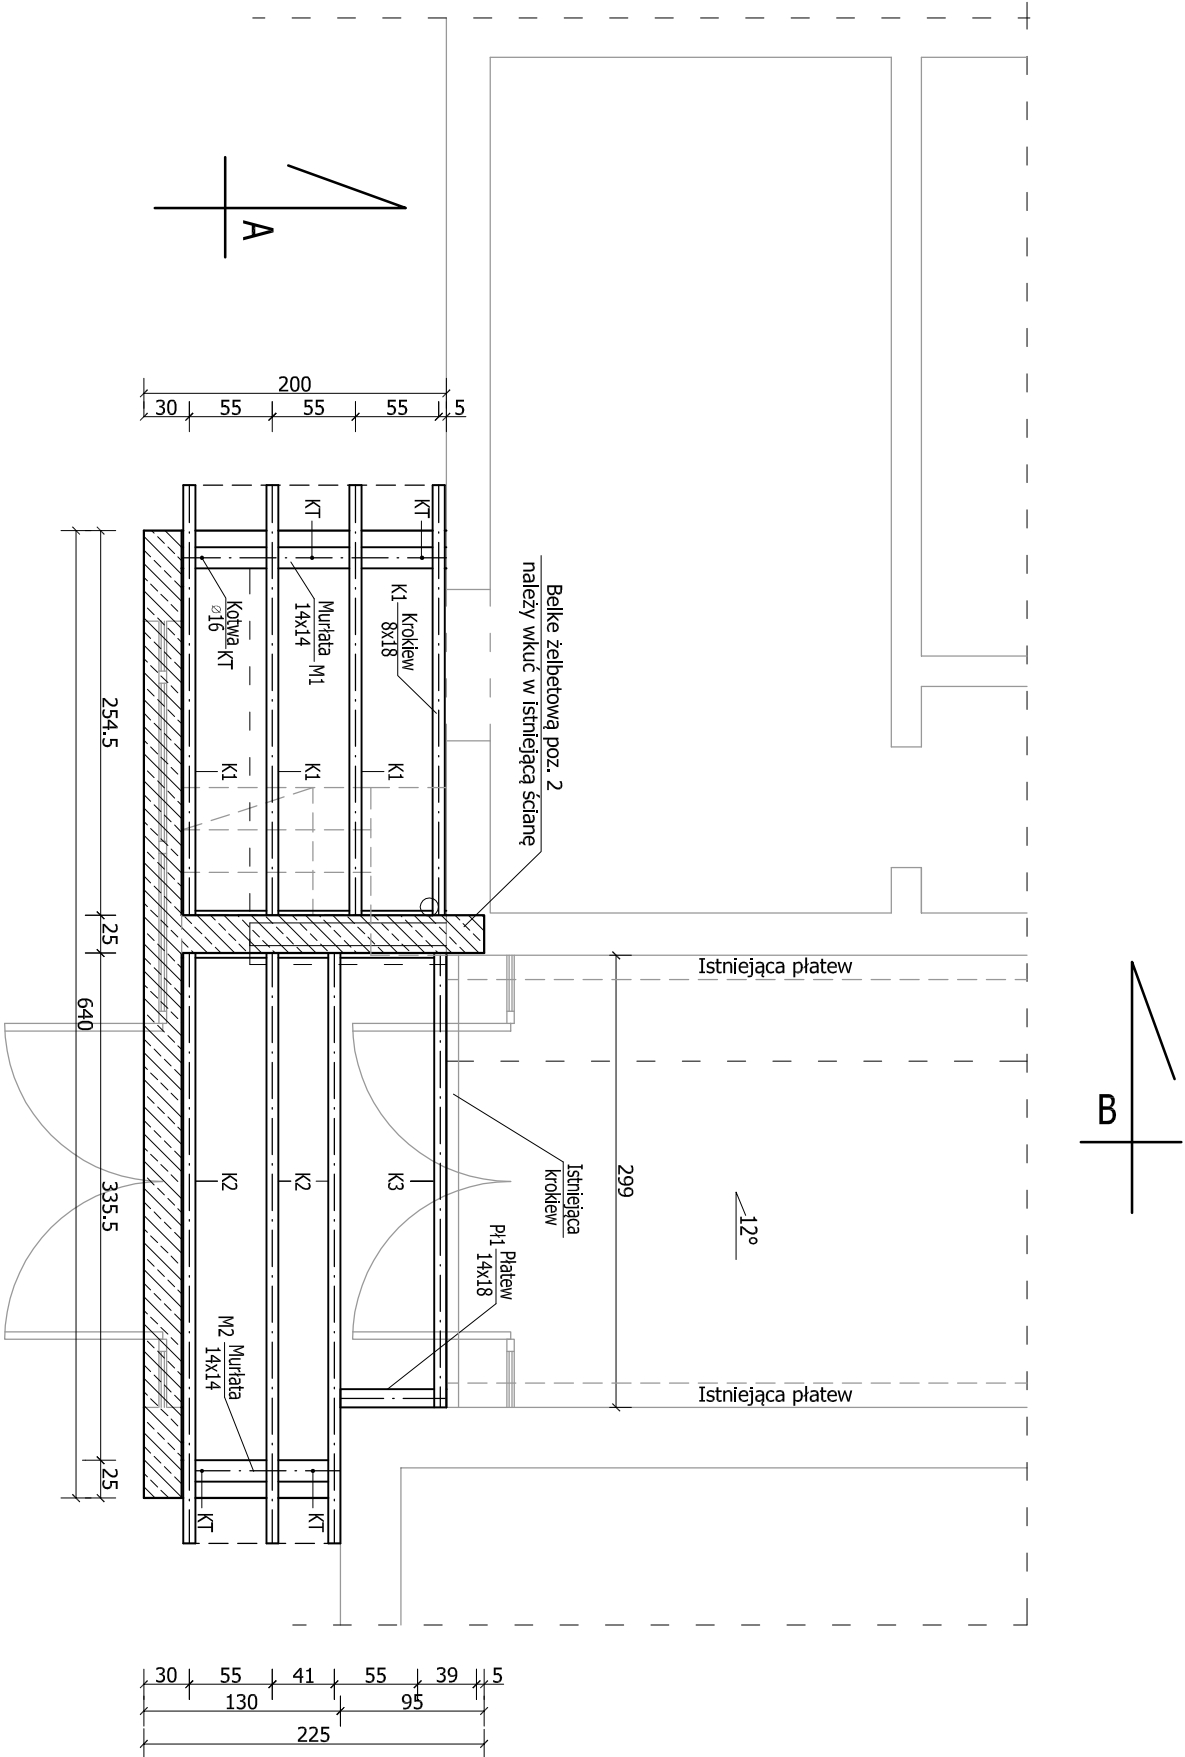 A
200
30
55
55
55
5
KT
KT
Kotwa KT
∅16
Murłata M1
14x14
K1 Krokiew
8x18
Belke żelbetową poz. 2
należy wkuć w istniejącą ścianę
K1
K1
K1
254.5
25
640
335.5
25
Istniejąca płatew
299
B
12°
Istniejąca
krokiew
K2
K2
K3
Pł1 Płatew
14x18
M2 Murłata
14x14
Istniejąca płatew
KT
KT
30
55
41
55
39
5
130
95
225